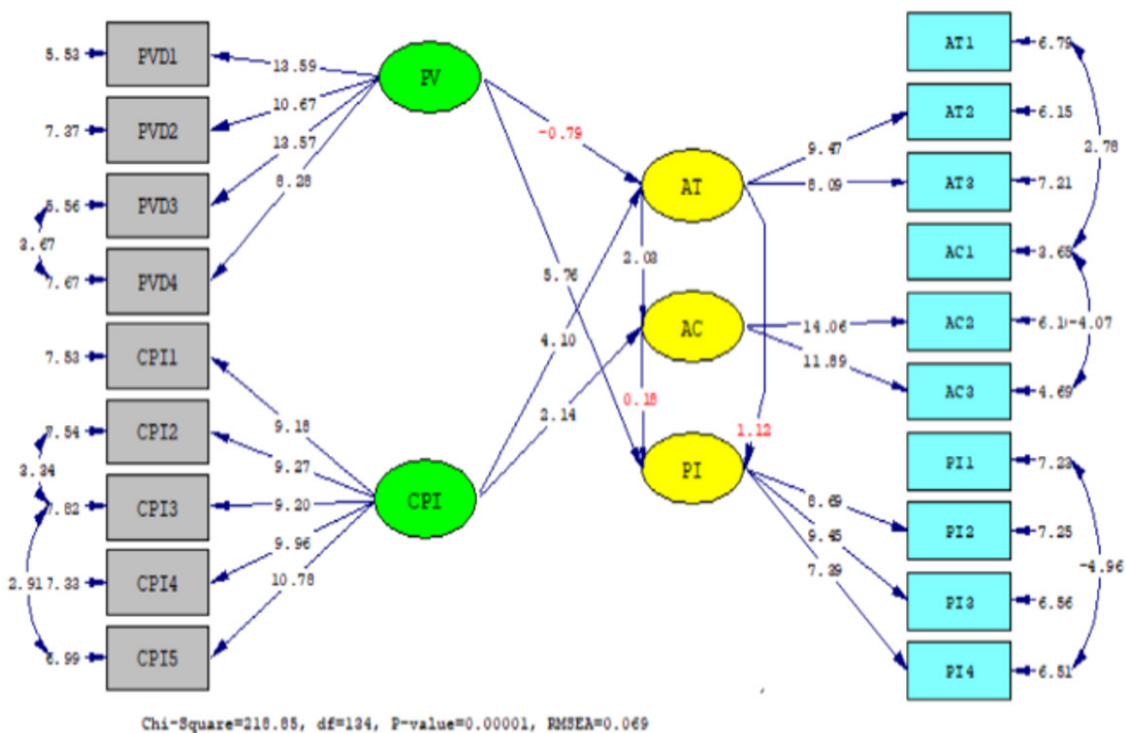 5.53 PVD1 13.59 PV AT1 6.79
7.37 PVD2 10.67 -0.79 AT2 6.15
13.57 9.47 2.78
5.56 PVD3 8.28 AT 8.09 AT3 7.21
3.67
7.67 PVD4 5.76 2.03 AC1 3.65
7.53 CPI1 4.10 AC 14.06 AC2 -4.07
11.89
9.18 2.14 0.18 AC3 4.69
7.54 CPI2 9.27 1.12 PI1 7.23
3.34 PI
7.82 CPI3 9.20 CPI 8.69 PI2 7.25
9.96 9.45 -4.96
2.91 7.33 CPI4 10.78 7.39 PI3 6.56
6.99 CPI5 PI4 6.51
Chi-Square=218.85, df=134, P-value=0.00001, RMSEA=0.069